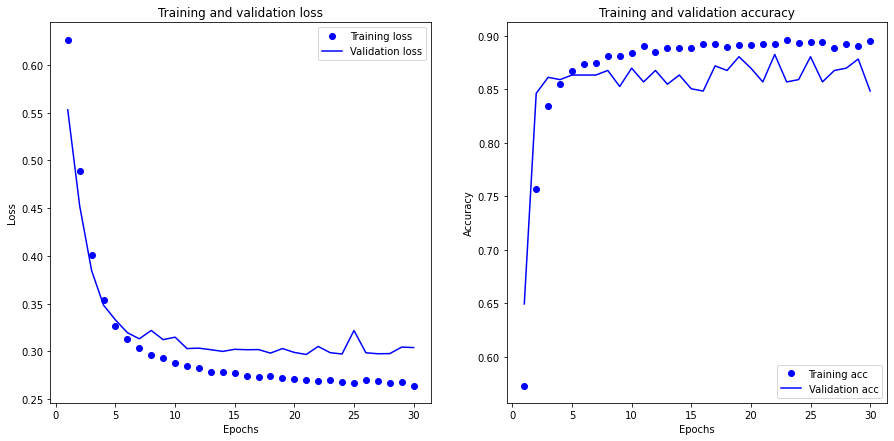 Training and validation loss
Training loss
Validation loss
0.60
0.55
0.50
0.45
0.40
0.35
0.30
0.25
Loss
0 5 10 15 20 25 30
Epochs
Training and validation accuracy
0.90
0.85
0.80
0.75
0.70
0.65
0.60
Accuracy
Training acc
Validation acc
0 5 10 15 20 25 30
Epochs